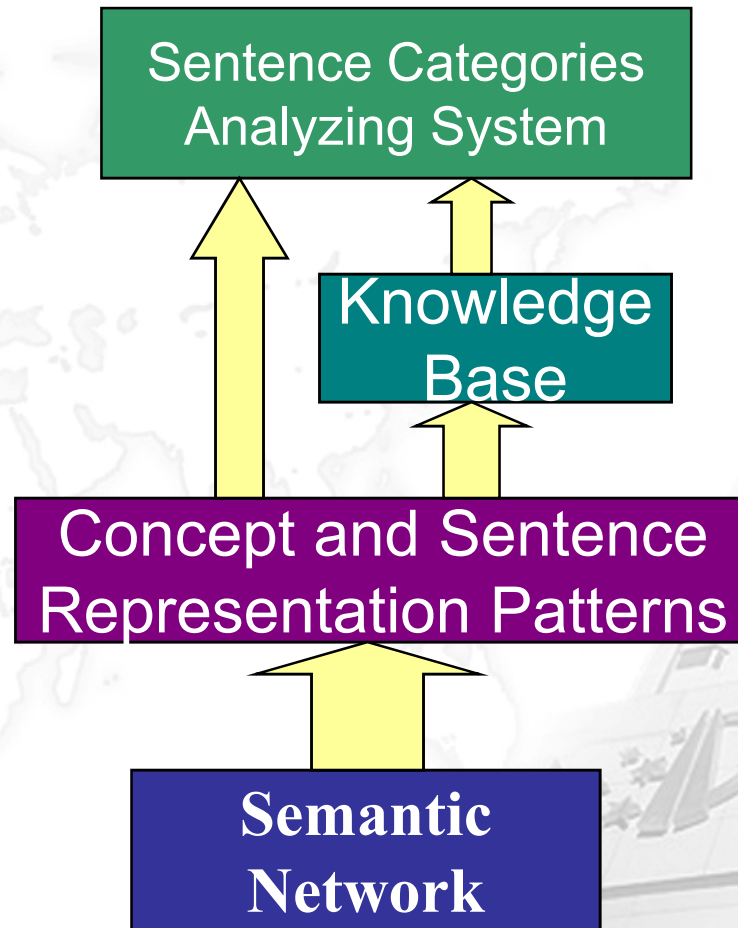 Sentence Categories
Analyzing System
Knowledge
Base
Concept and Sentence
Representation Patterns
Semantic
Network